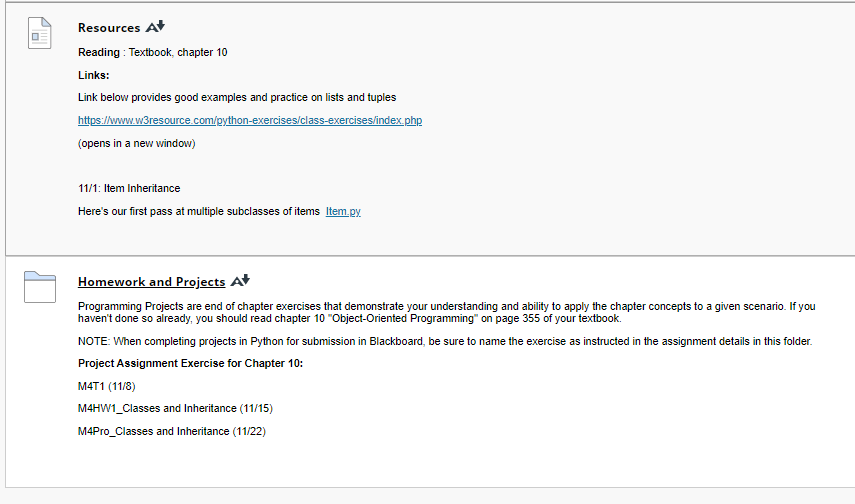 Resources
Reading : Textbook, chapter 10
Links:
Link below provides good examples and practice on lists and tuples
https://www.w3resource.com/python-exercises/class-exercises/index.php
(opens in a new window)
11/1: Item Inheritance
Here's our first pass at multiple subclasses of items Item.py
Homework and Projects
Programming Projects are end of chapter exercises that demonstrate your understanding and ability to apply the chapter concepts to a given scenario. If you
haven't done so already, you should read chapter 10 "Object-Oriented Programming" on page 355 of your textbook.
NOTE: When completing projects in Python for submission in Blackboard, be sure to name the exercise as instructed in the assignment details in this folder.
Project Assignment Exercise for Chapter 10:
M4T1 (11/8)
M4HW1_Classes and Inheritance (11/15)
M4Pro_Classes and Inheritance (11/22)